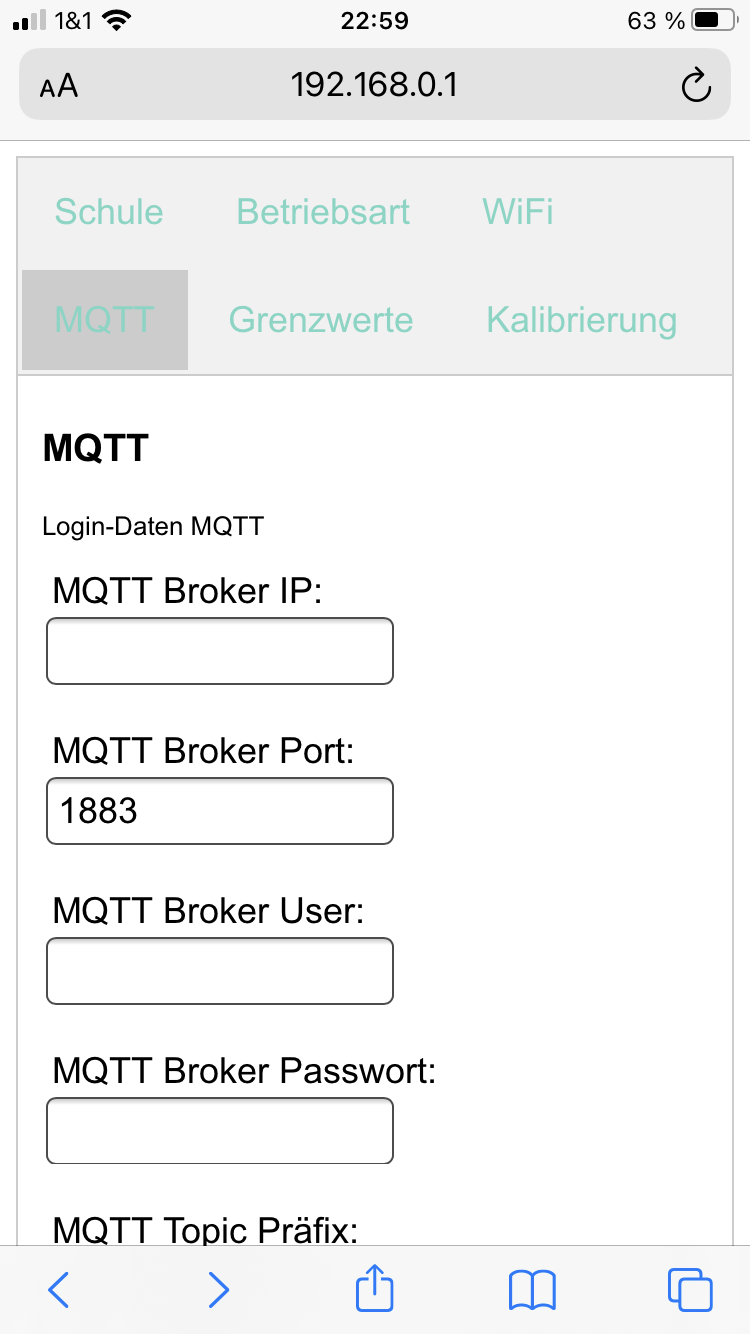 1&1 22:59 63 %
AA 192.168.0.1
Schule Betriebsart WiFi
MQTT Grenzwerte Kalibrierung
MQTT
Login-Daten MQTT
MQTT Broker IP:
MQTT Broker Port:
1883
MQTT Broker User:
MQTT Broker Passwort:
MQTT Topic Präfix: